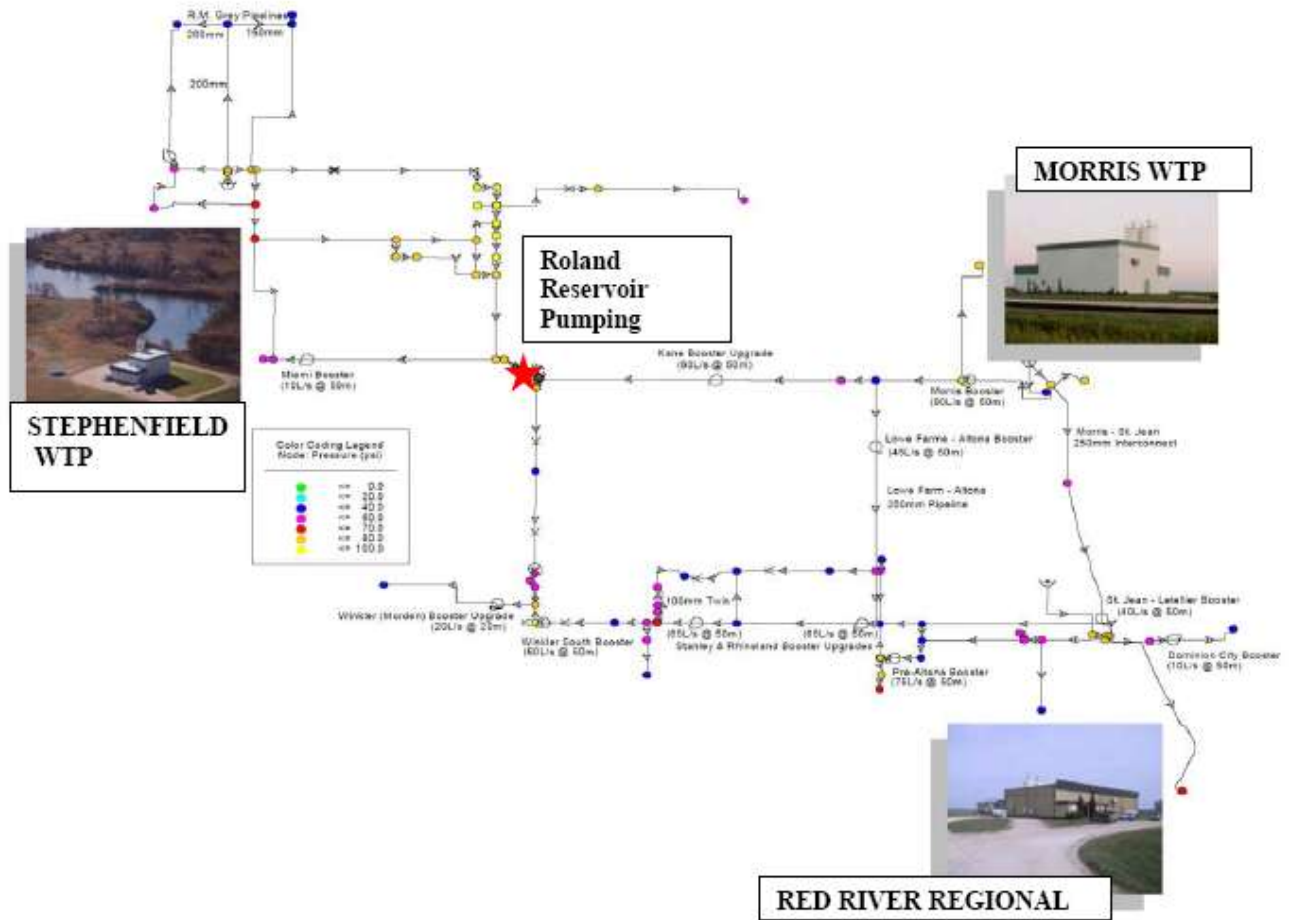 R.M. Grey Pipelines
200mm 150mm
200mm
MORRIS WTP
Roland
Reservoir
Pumping
Kane Booster Upgrade
(90L/s @ 50m)
Miami Booster
(10L/s @ 50m)
Morris Booster
(90L/s @ 50m)
STEPHENFIELD
WTP
Color Coding Legend
Node: Pressure (psi)
<= 0.0
<= 20.0
<= 40.0
<= 60.0
<= 70.0
<= 80.0
<= 100.0
Lowe Farms - Altona Booster
(45L/s @ 50m)
Morris - St. Jean
250mm Interconnect
Lowe Farm - Altona
Pipeline
100mm Twin
Winkler (Morden) Booster Upgrade
(20L/s @ 20m)
Winkler South Booster
(60L/s @ 50m)
(65L/s @ 50m)
(65L/s @ 50m)
Stanley & Rhineland Booster Upgrades
St. Jean - Letellier Booster
(40L/s @ 50m)
Pre-Altona Booster
(75L/s @ 50m)
Dominion City Booster
(10L/s @ 50m)
RED RIVER REGIONAL